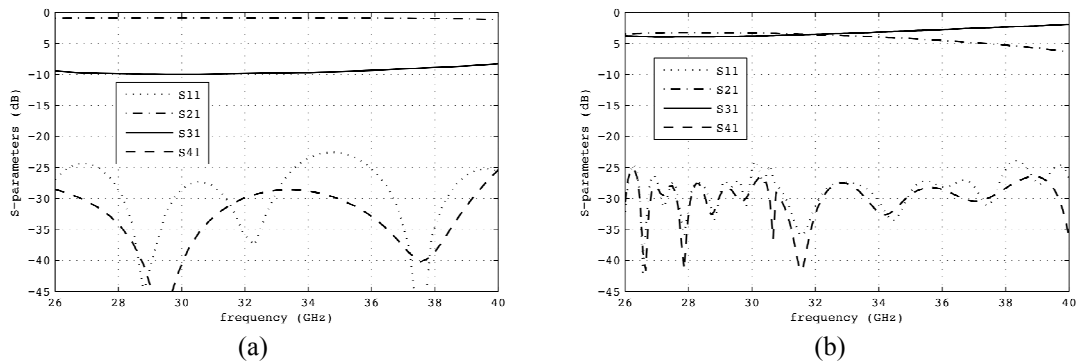 0
−5
−10
−15
−20
−25
−30
−35
−40
−45
S-parameters (dB)
S11
S21
S31
S41
26 28 30 32 34 36 38 40
frequency (GHz)
(a)
0
−5
−10
−15
−20
−25
−30
−35
−40
−45
S-parameters (dB)
S11
S21
S31
S41
26 28 30 32 34 36 38 40
frequency (GHz)
(b)